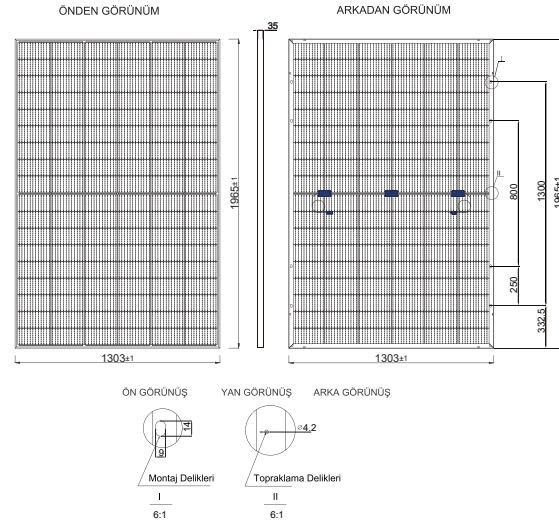 ÖNDEN GÖRÜNÜM
ARKADAN GÖRÜNÜM
35
I
II
1965±1
800
1300
1965±1
250
332.5
1303±1
1303±1
ÖN GÖRÜNÜŞ
YAN GÖRÜNÜŞ
ARKA GÖRÜNÜŞ
14
9
⌀4,2
Montaj Delikleri
Topraklama Delikleri
I
II
6:1
6:1